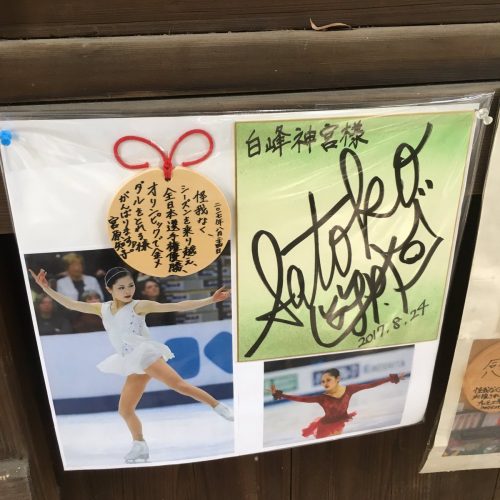 二〇一七年八月二十四日
怪我なく
シーズンを乗り越え、
全日本選手権優勝
オリンピックで金メ
ダルをとれる様
がんばります。
宮原知子
白峰神宮様
Satoko
2017.8.24